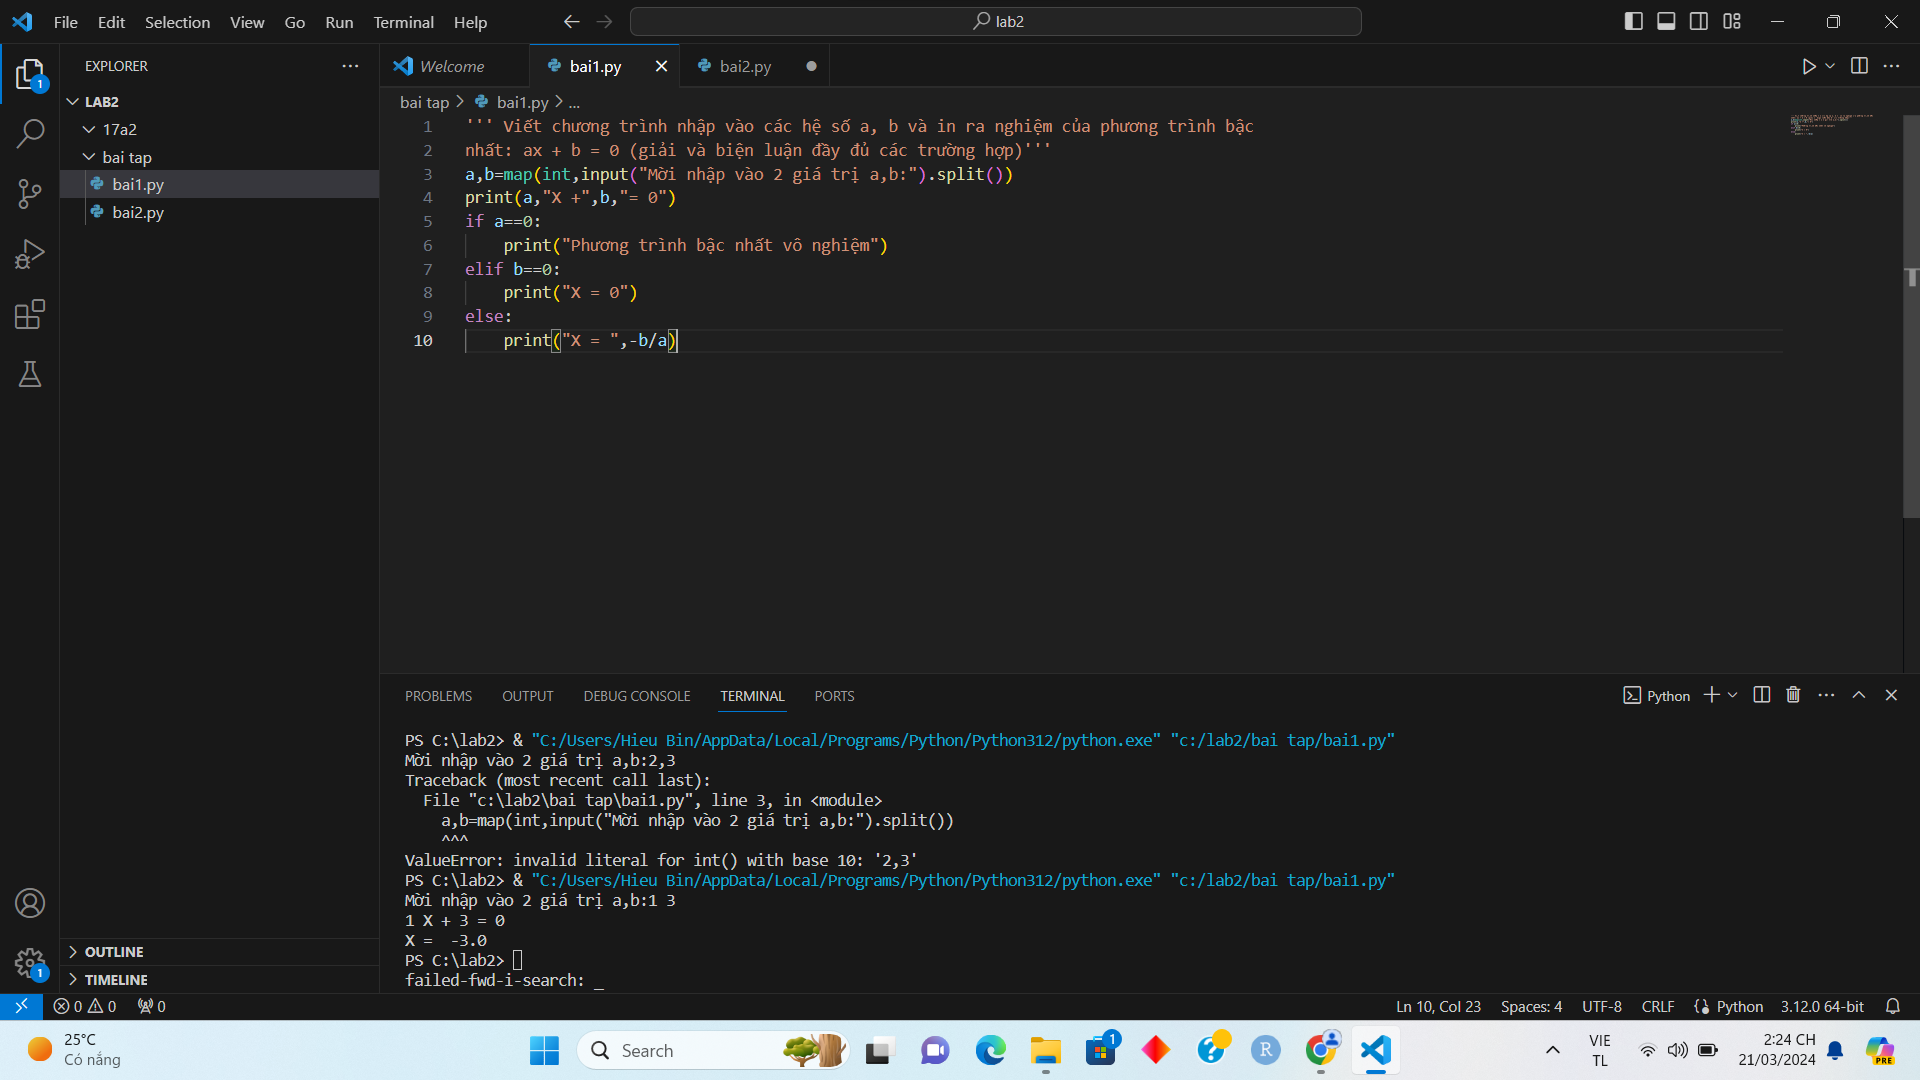 File Edit Selection View Go Run Terminal Help
lab2
EXPLORER
Welcome
bai1.py
bai2.py
1
LAB2
17a2
bai tap
bai1.py
bai2.py
bai tap > bai1.py > ...
1 ''' Viết chương trình nhập vào các hệ số a, b và in ra nghiệm của phương trình bậc
2 nhất: ax + b = 0 (giải và biện luận đầy đủ các trường hợp)'''
3 a,b=map(int,input("Mời nhập vào 2 giá trị a,b:").split())
4 print(a,"X +",b,"= 0")
5 if a==0:
6 print("Phương trình bậc nhất vô nghiệm")
7 elif b==0:
8 print("X = 0")
9 else:
10 print("X = ",-b/a)
PROBLEMS OUTPUT DEBUG CONSOLE TERMINAL PORTS
Python
PS C:\lab2> & "C:/Users/Hieu Bin/AppData/Local/Programs/Python/Python312/python.exe" "c:/lab2/bai tap/bai1.py"
Mời nhập vào 2 giá trị a,b:2,3
Traceback (most recent call last):
File "c:\lab2\bai tap\bai1.py", line 3, in <module>
a,b=map(int,input("Mời nhập vào 2 giá trị a,b:").split())
^^^
ValueError: invalid literal for int() with base 10: '2,3'
PS C:\lab2> & "C:/Users/Hieu Bin/AppData/Local/Programs/Python/Python312/python.exe" "c:/lab2/bai tap/bai1.py"
Mời nhập vào 2 giá trị a,b:1 3
1 X + 3 = 0
X =  -3.0
PS C:\lab2>
failed-fwd-i-search: _
OUTLINE
TIMELINE
1
0 0 0
Ln 10, Col 23 Spaces: 4 UTF-8 CRLF Python 3.12.0 64-bit
25°C
Có nắng
Search
1
R
VIE
TL
2:24 CH
21/03/2024
PRE